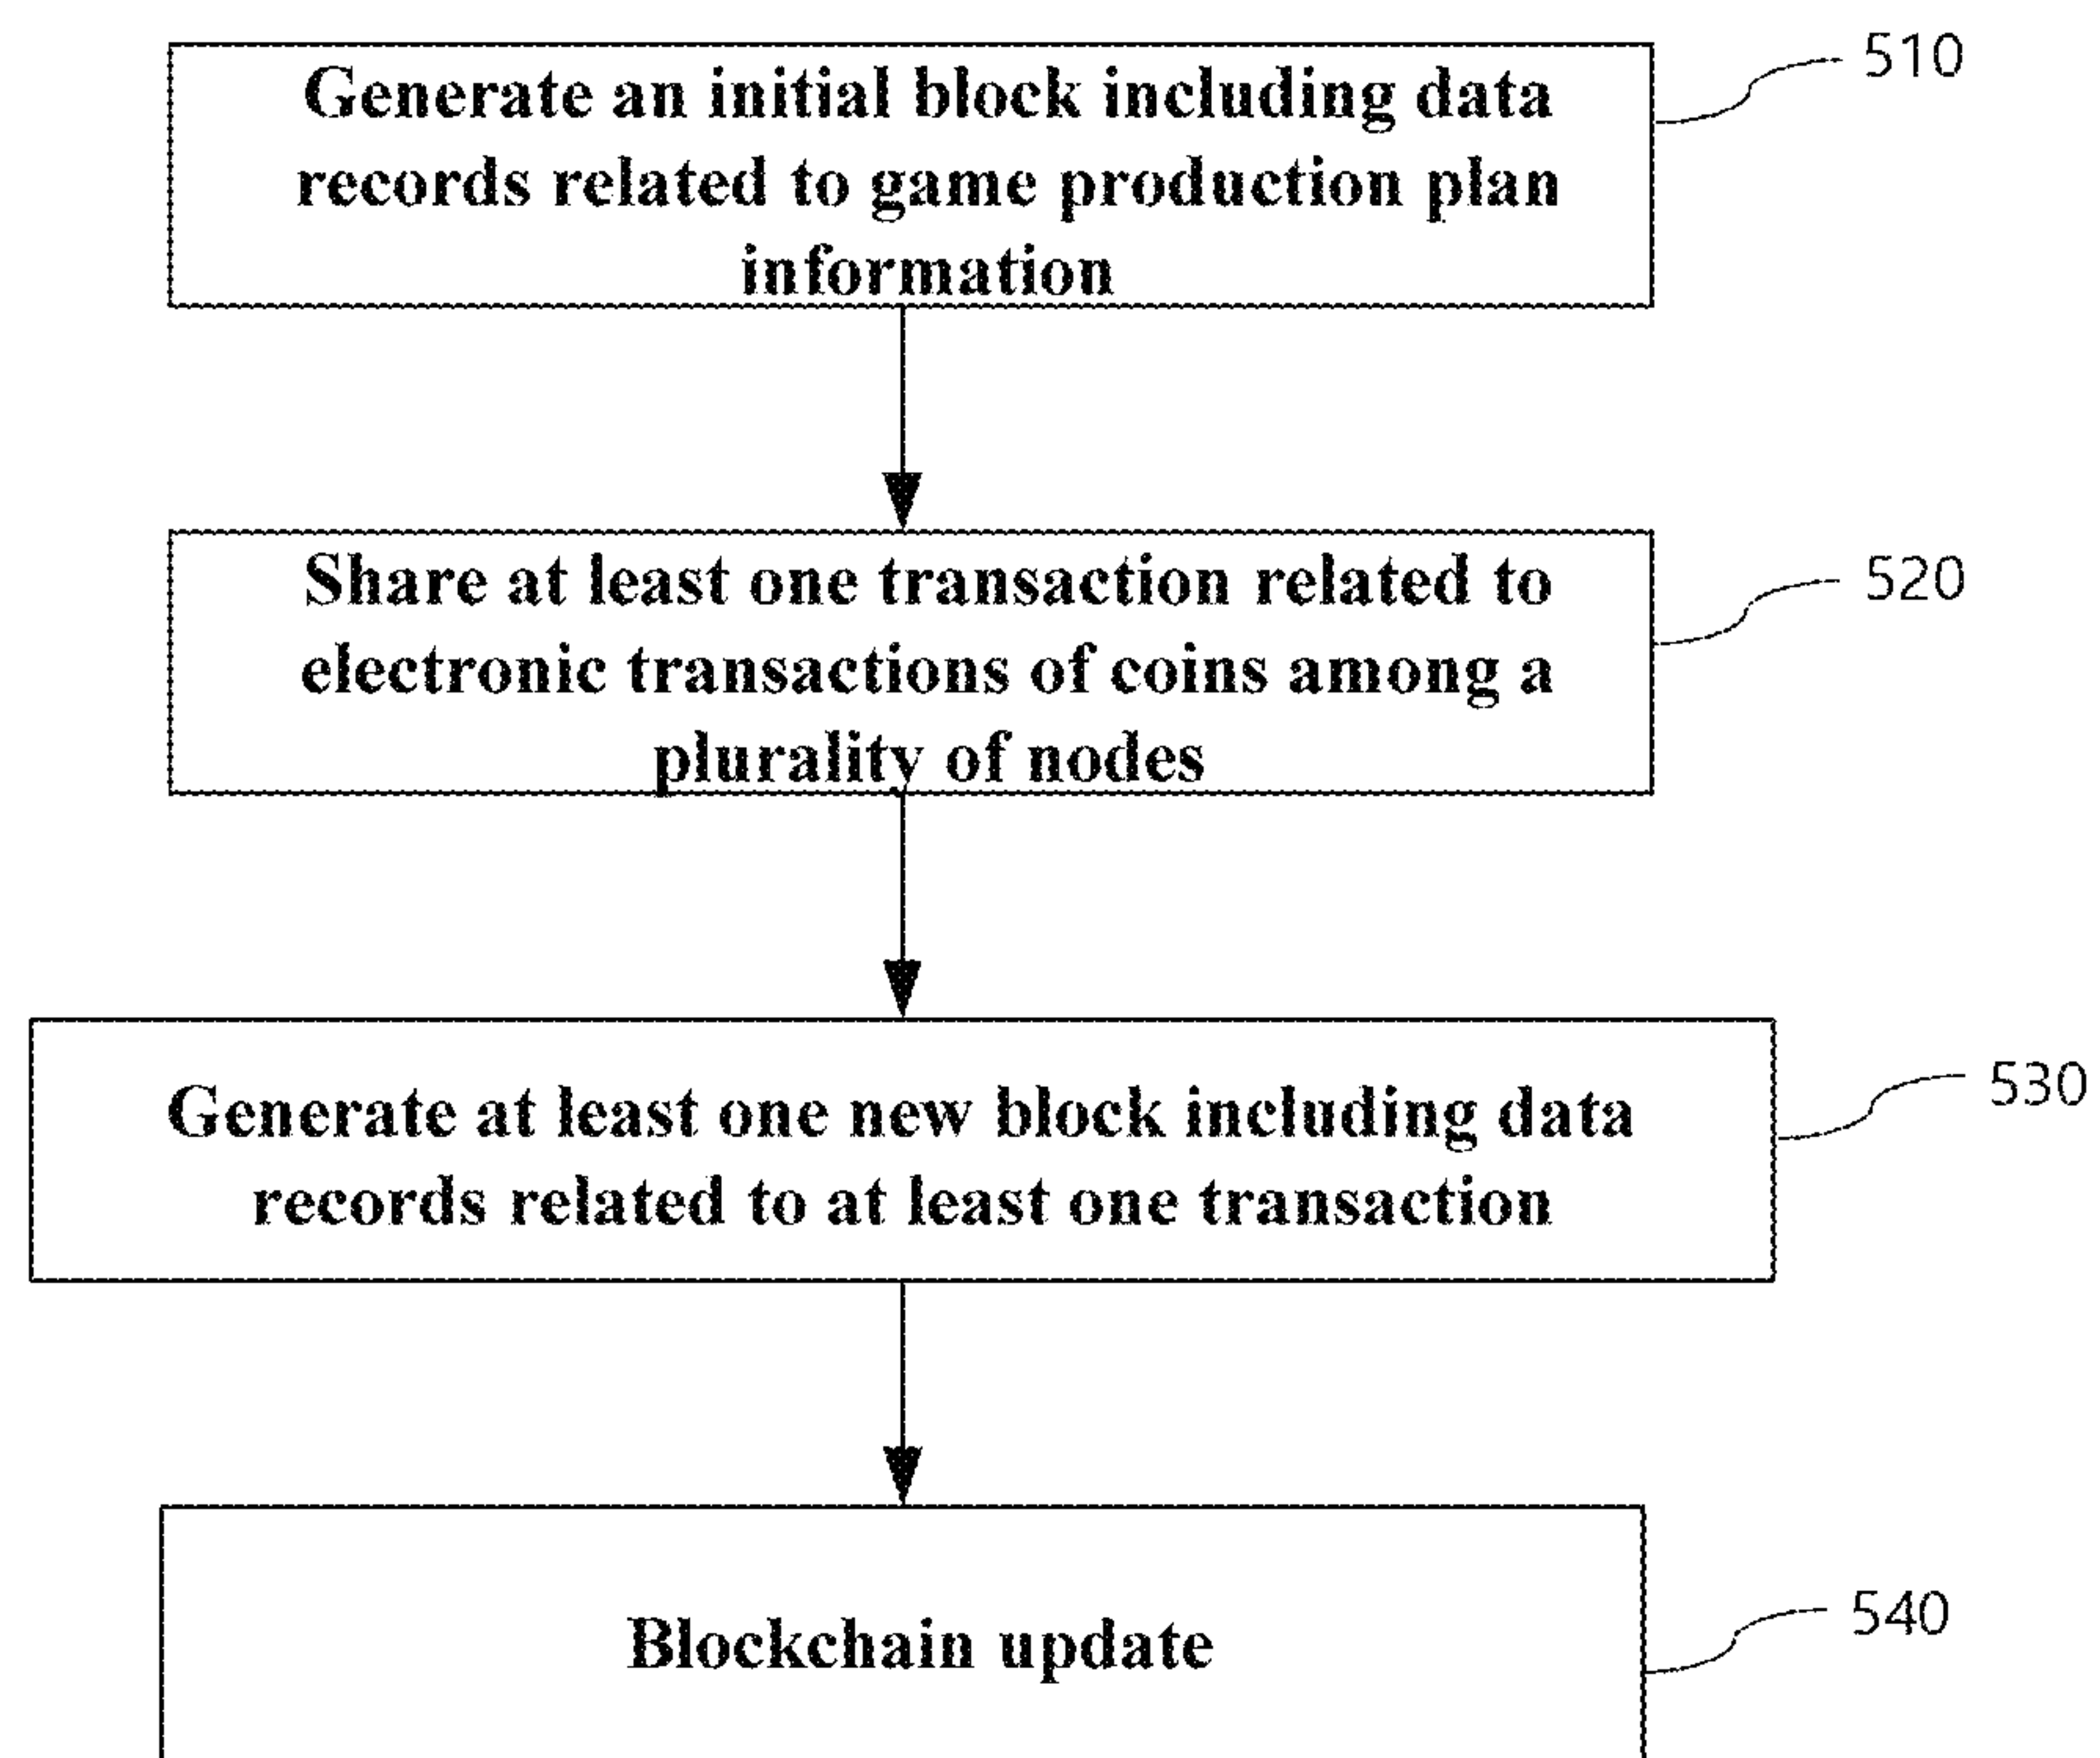 Generate an initial block including data
records related to game production plan
information
510
Share at least one transaction related to
electronic transactions of coins among a
plurality of nodes
520
Generate at least one new block including data
records related to at least one transaction
530
Blockchain update
540